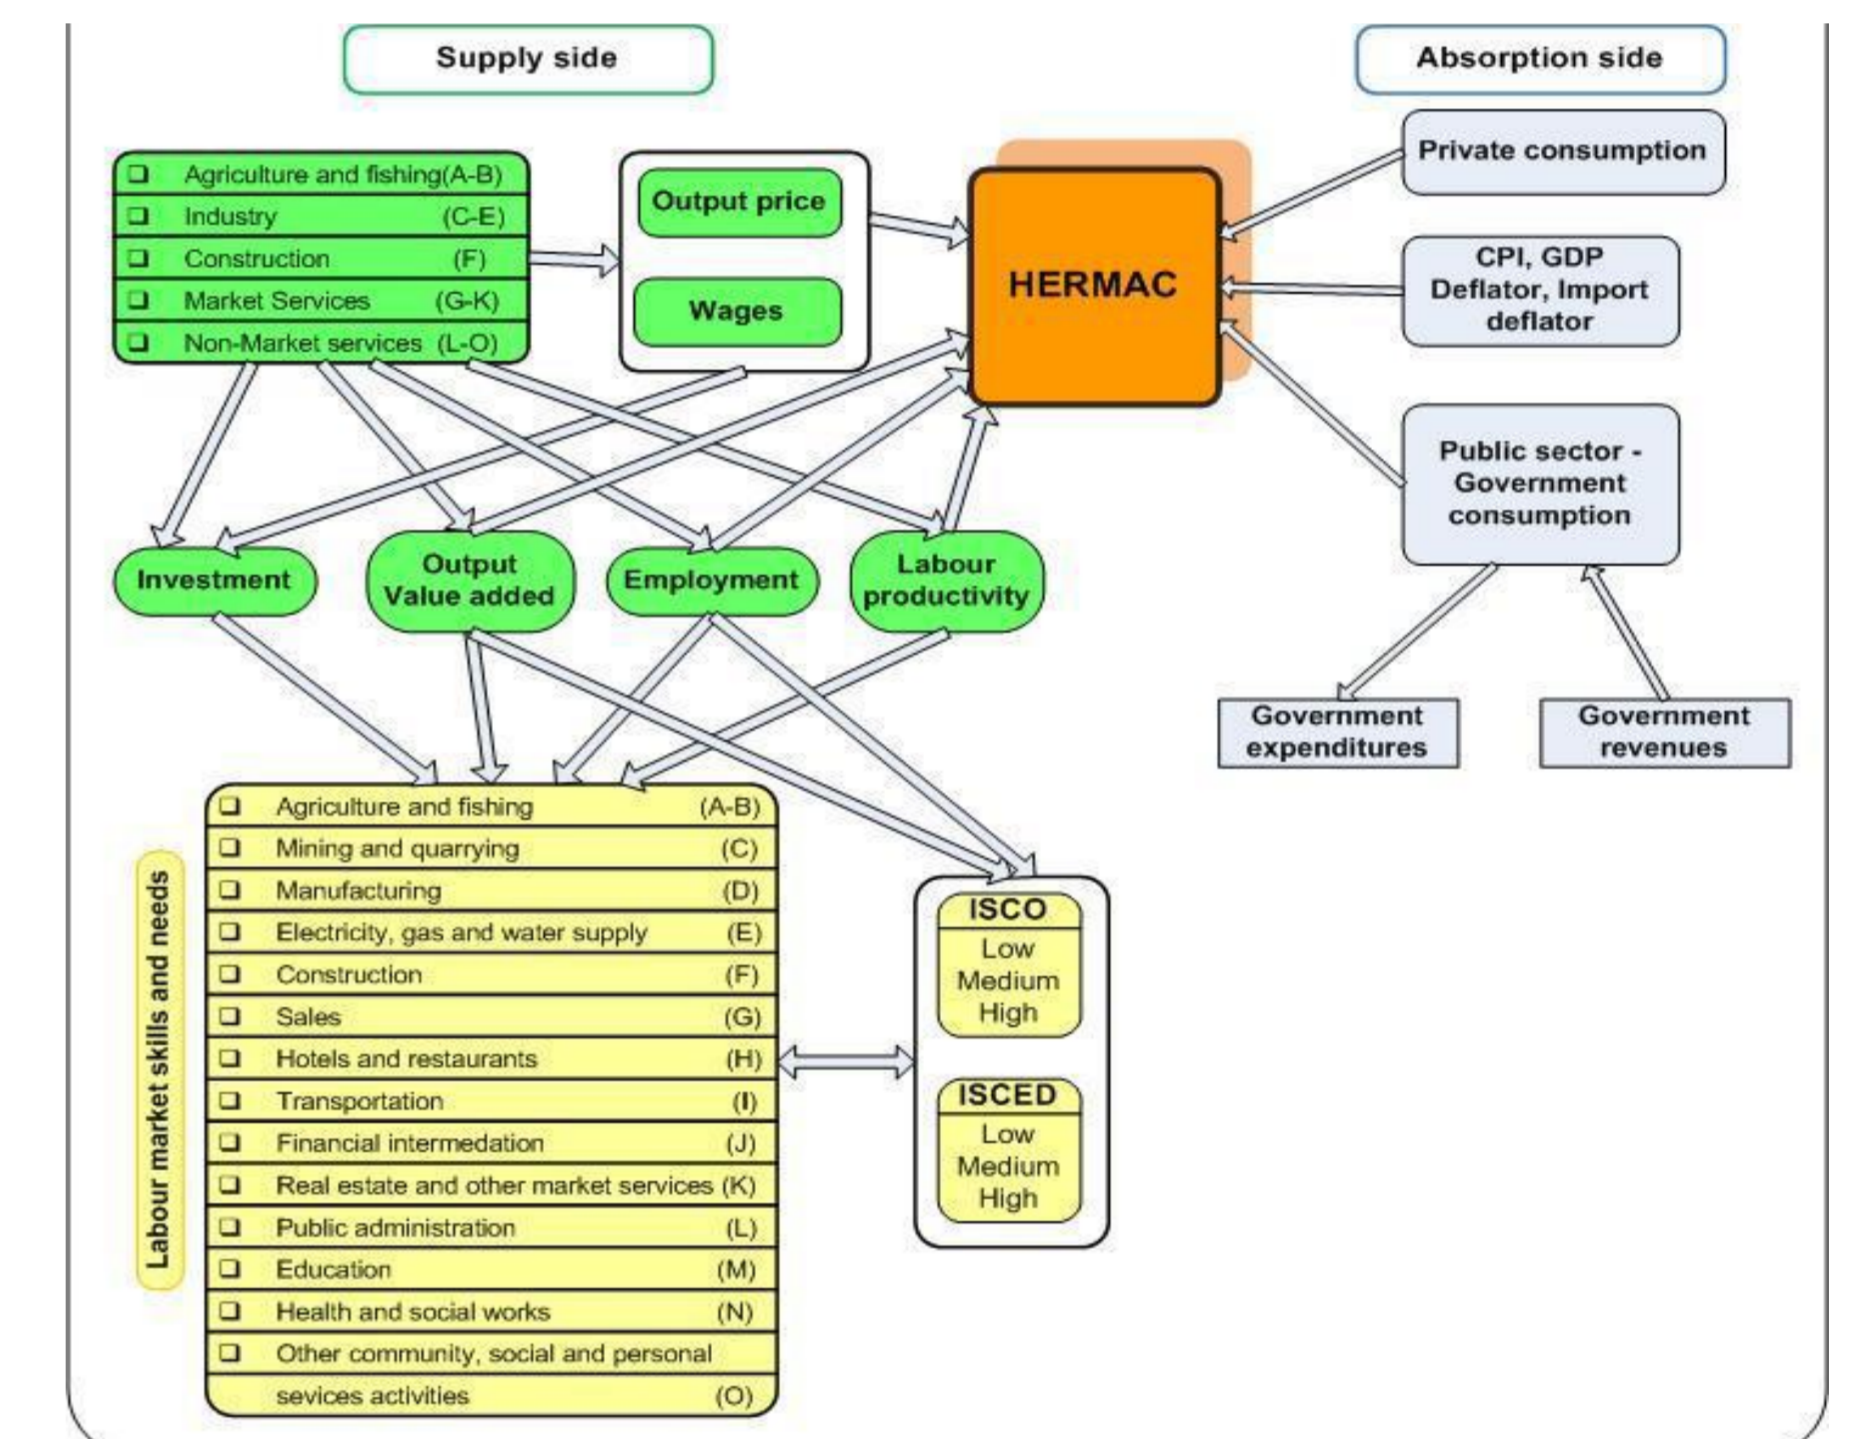 Supply side
Absorption side
Agriculture and fishing(A-B)
Industry (C-E)
Construction (F)
Market Services (G-K)
Non-Market services (L-O)
Output price
Wages
HERMAC
Private consumption
CPI, GDP
Deflator, Import
deflator
Public sector -
Government
consumption
Investment
Output
Value added
Employment
Labour
productivity
Government
expenditures
Government
revenues
Labour market skills and needs
Agriculture and fishing (A-B)
Mining and quarrying (C)
Manufacturing (D)
Electricity, gas and water supply (E)
Construction (F)
Sales (G)
Hotels and restaurants (H)
Transportation (I)
Financial intermedation (J)
Real estate and other market services (K)
Public administration (L)
Education (M)
Health and social works (N)
Other community, social and personal
sevices activities (O)
ISCO
Low
Medium
High
ISCED
Low
Medium
High